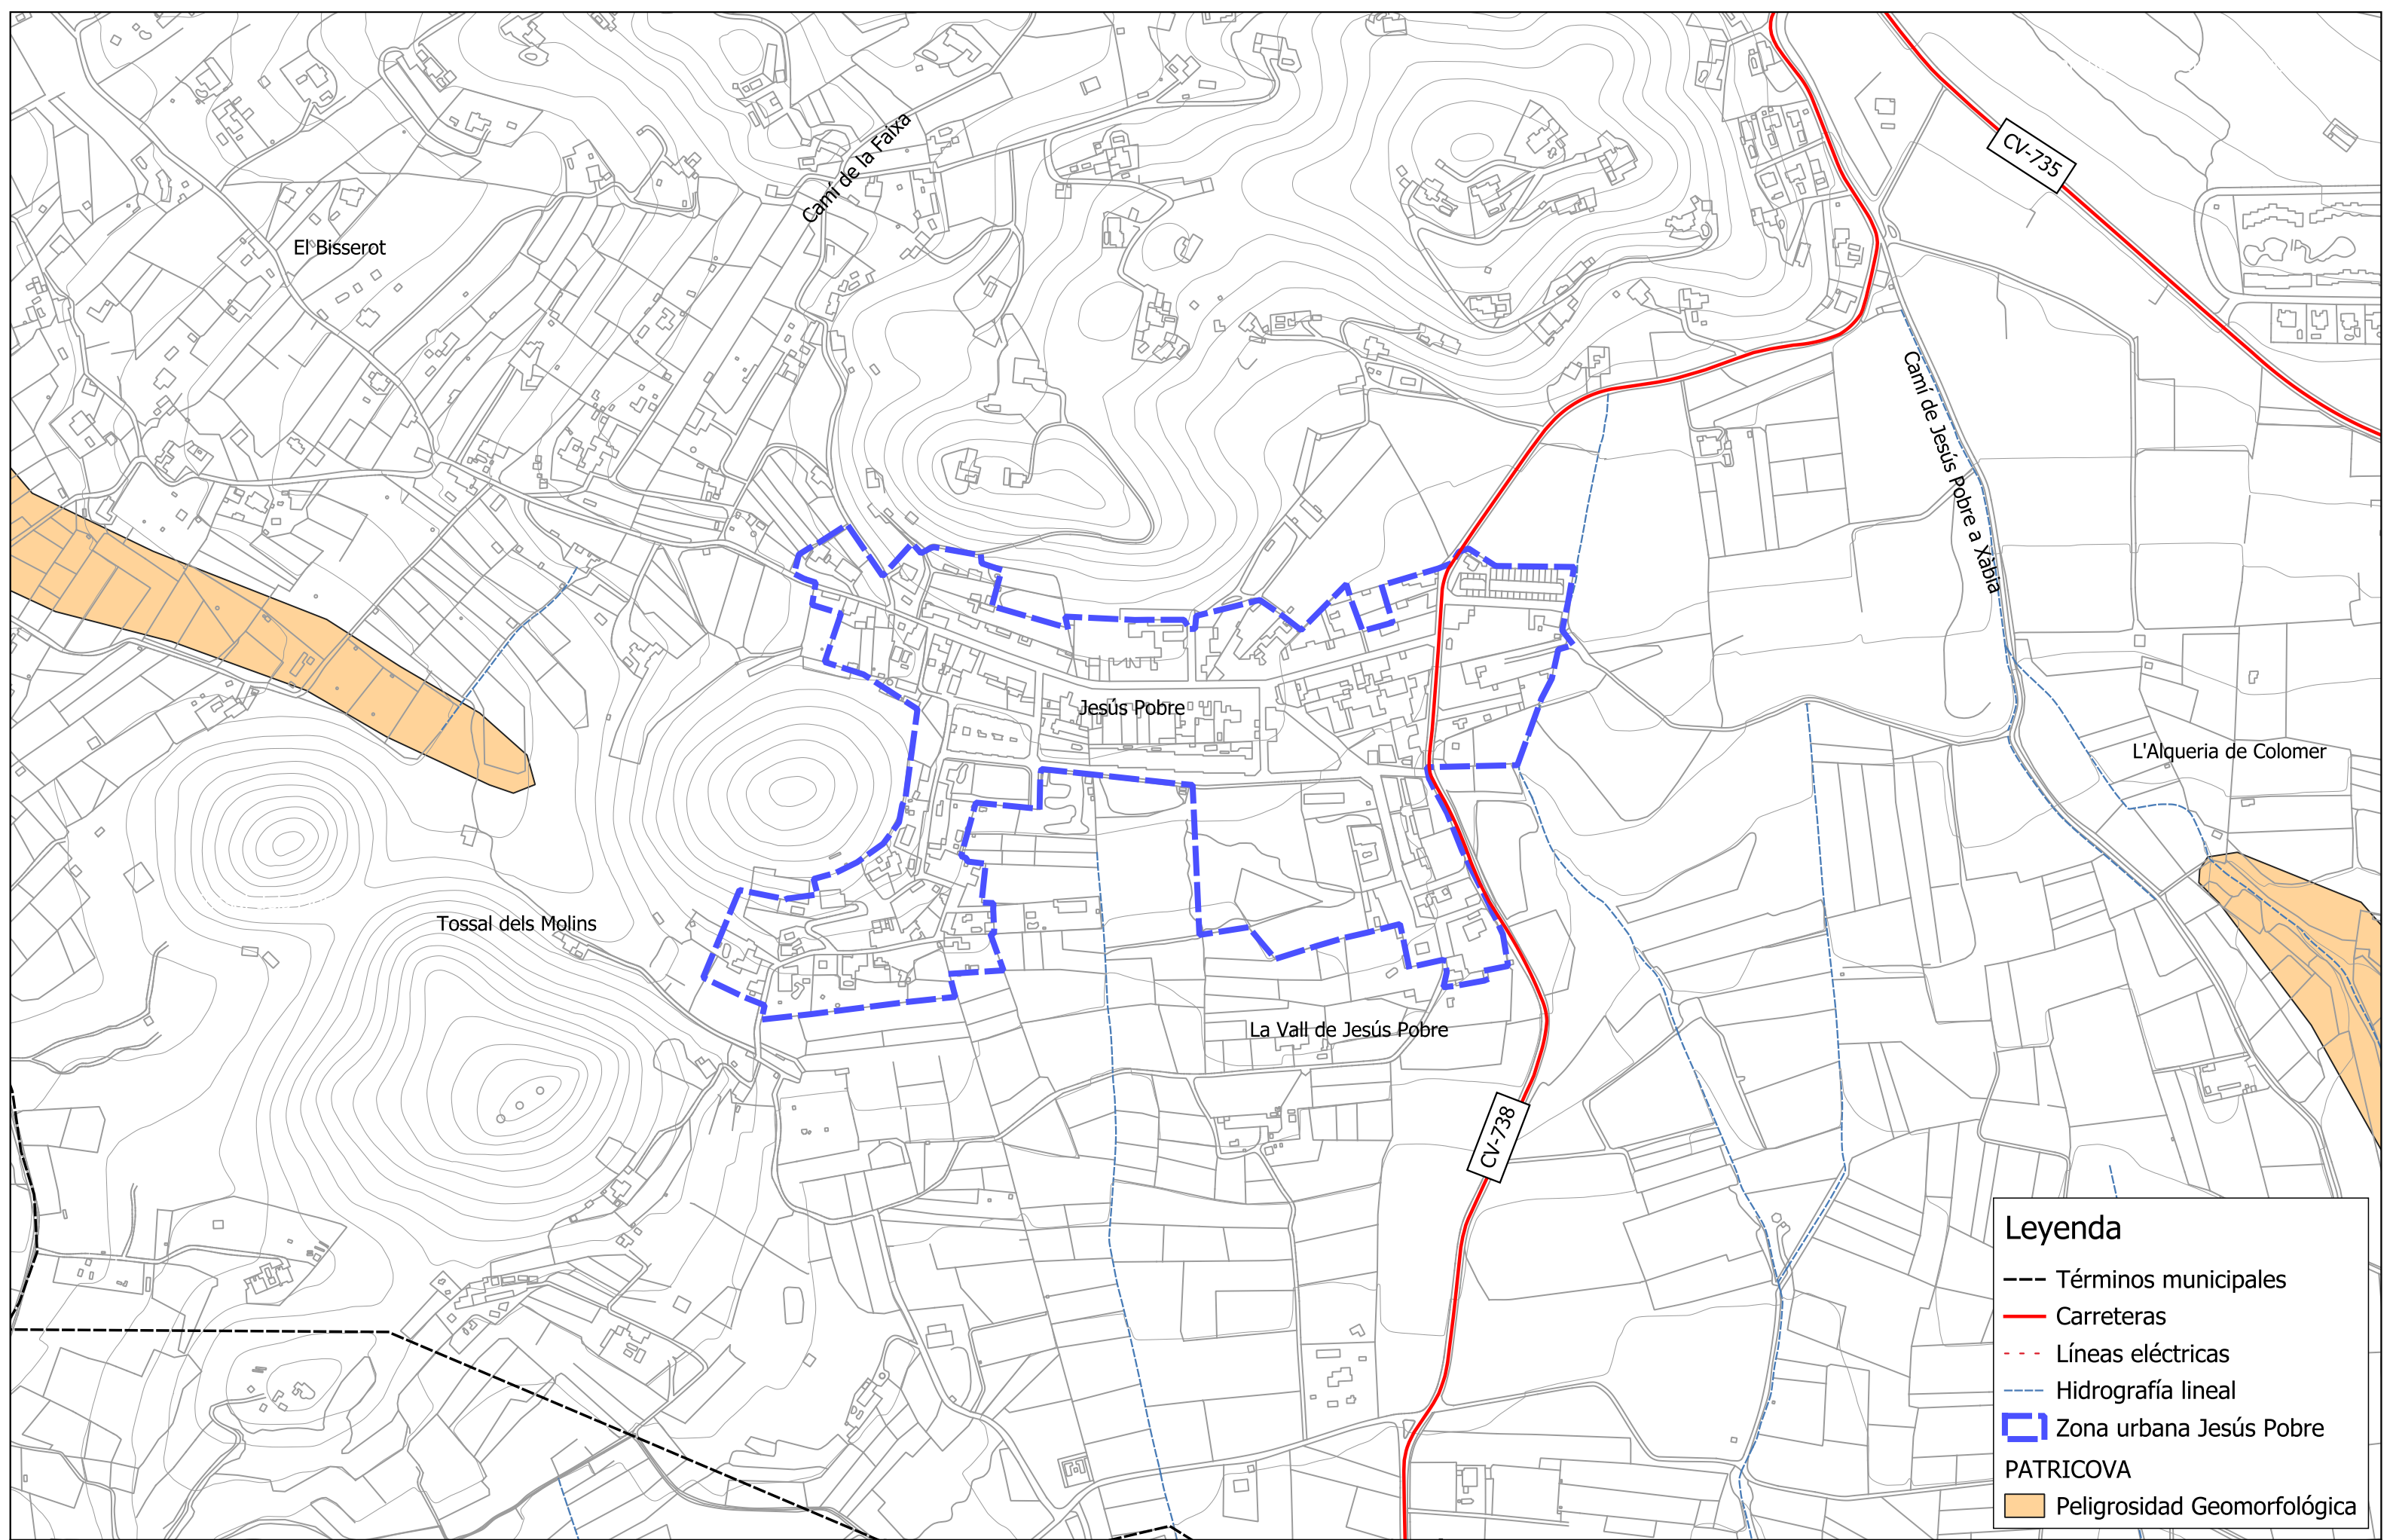 CV-735
Camí de la Faixa
El Bisserot
Camí de Jesús Pobre a Xàbia
Jesús Pobre
L'Alqueria de Colomer
Tossal dels Molins
La Vall de Jesús Pobre
CV-738
Leyenda
Términos municipales
Carreteras
Líneas eléctricas
Hidrografía lineal
Zona urbana Jesús Pobre
PATRICOVA
Peligrosidad Geomorfológica